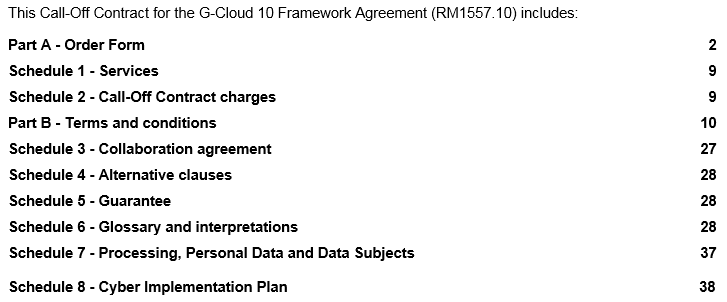 This Call-Off Contract for the G-Cloud 10 Framework Agreement (RM1557.10) includes:
Part A - Order Form 2
Schedule 1 - Services 9
Schedule 2 - Call-Off Contract charges 9
Part B - Terms and conditions 10
Schedule 3 - Collaboration agreement 27
Schedule 4 - Alternative clauses 28
Schedule 5 - Guarantee 28
Schedule 6 - Glossary and interpretations 28
Schedule 7 - Processing, Personal Data and Data Subjects 37
Schedule 8 - Cyber Implementation Plan 38